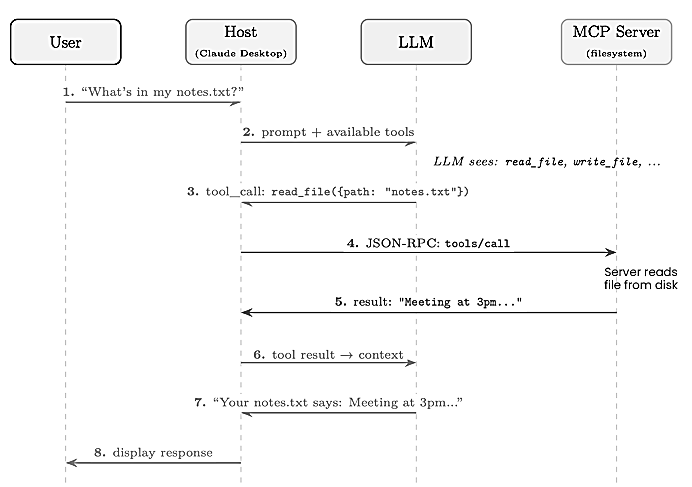 User
Host
(Claude Desktop)
LLM
MCP Server
(filesystem)
1. “What's in my notes.txt?”
2. prompt + available tools
LLM sees: read_file, write_file, ...
3. tool_call: read_file({path: "notes.txt"})
4. JSON-RPC: tools/call
Server reads
file from disk
5. result: "Meeting at 3pm..."
6. tool result → context
7. “Your notes.txt says: Meeting at 3pm...”
8. display response